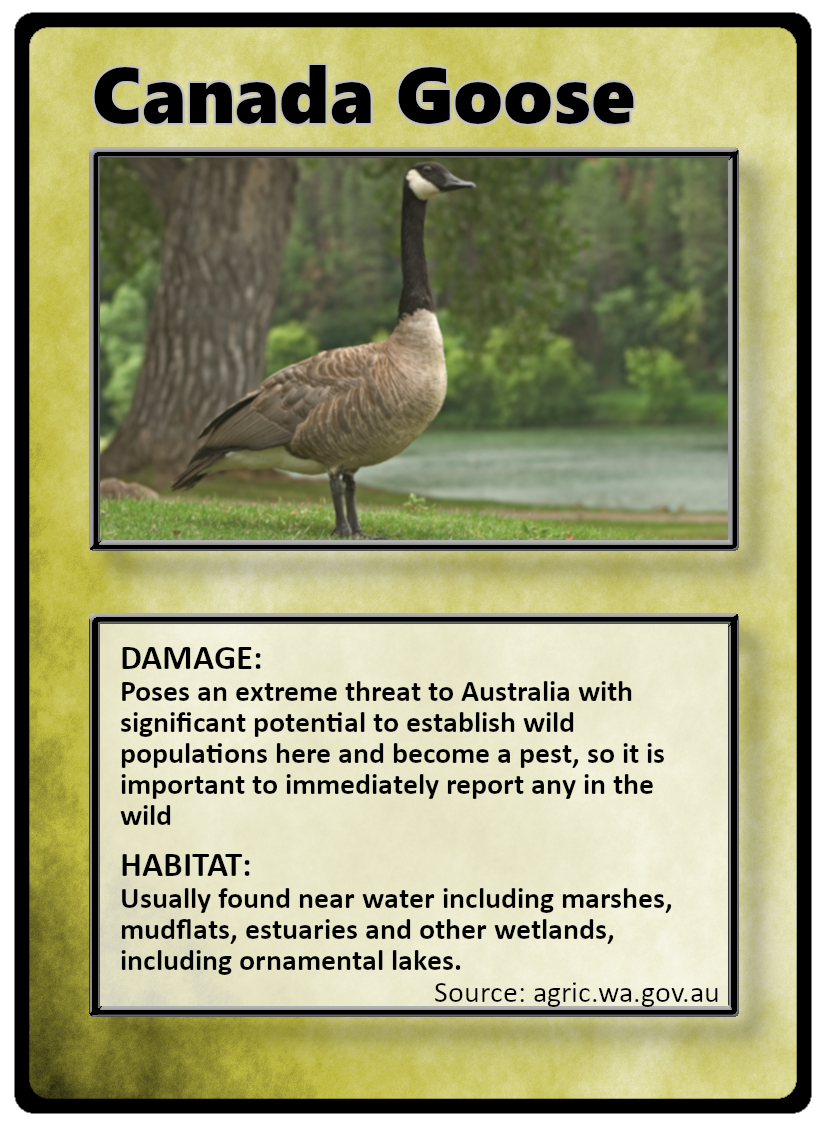 Canada Goose
DAMAGE:
Poses an extreme threat to Australia with
significant potential to establish wild
populations here and become a pest, so it is
important to immediately report any in the
wild
HABITAT:
Usually found near water including marshes,
mudflats, estuaries and other wetlands,
including ornamental lakes.
Source: agric.wa.gov.au